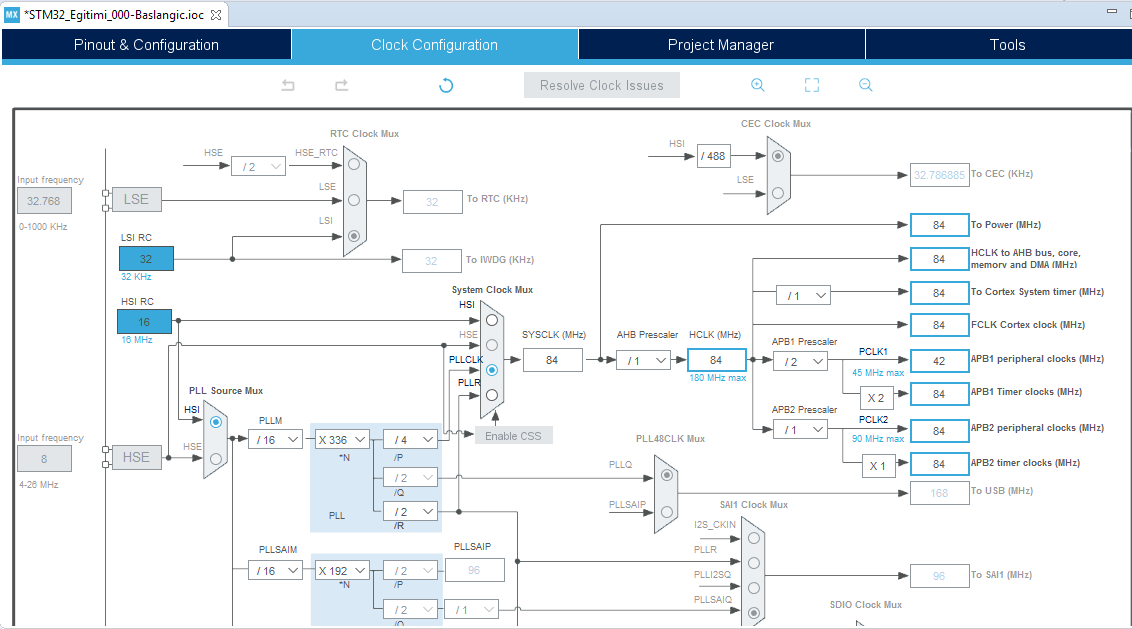 MX *STM32_Egitimi_000-Baslangic.ioc
Pinout & Configuration
Clock Configuration
Project Manager
Tools
Resolve Clock Issues
RTC Clock Mux
HSE
/ 2
HSE_RTC
LSE
LSI
Input frequency
32.768
0-1000 KHz
LSE
32
To RTC (KHz)
LSI RC
32
32 KHz
32
To IWDG (KHz)
HSI RC
16
16 MHz
CEC Clock Mux
HSI
/ 488
LSE
32.786885
To CEC (KHz)
System Clock Mux
HSI
HSE
PLLCLK
PLLR
SYSCLK (MHz)
84
AHB Prescaler
/ 1
HCLK (MHz)
84
180 MHz max
84
To Power (MHz)
84
HCLK to AHB bus, core,
memory and DMA (MHz)
/ 1
84
To Cortex System timer (MHz)
84
FCLK Cortex clock (MHz)
APB1 Prescaler
/ 2
PCLK1
45 MHz max
42
APB1 peripheral clocks (MHz)
X 2
84
APB1 Timer clocks (MHz)
APB2 Prescaler
/ 1
PCLK2
90 MHz max
84
APB2 peripheral clocks (MHz)
X 1
84
APB2 timer clocks (MHz)
PLL Source Mux
HSI
HSE
Input frequency
8
4-26 MHz
HSE
PLLM
/ 16
X 336
*N
/ 4
/P
/ 2
/Q
/ 2
/R
PLL
Enable CSS
PLL48CLK Mux
PLLQ
PLLSAIP
168
To USB (MHz)
PLLSAIM
/ 16
X 192
*N
/ 2
/P
PLLSAIP
96
/ 2
/Q
/ 1
SAI1 Clock Mux
I2S_CKIN
PLLR
PLLI2SQ
PLLSAIQ
96
To SAI1 (MHz)
SDIO Clock Mux